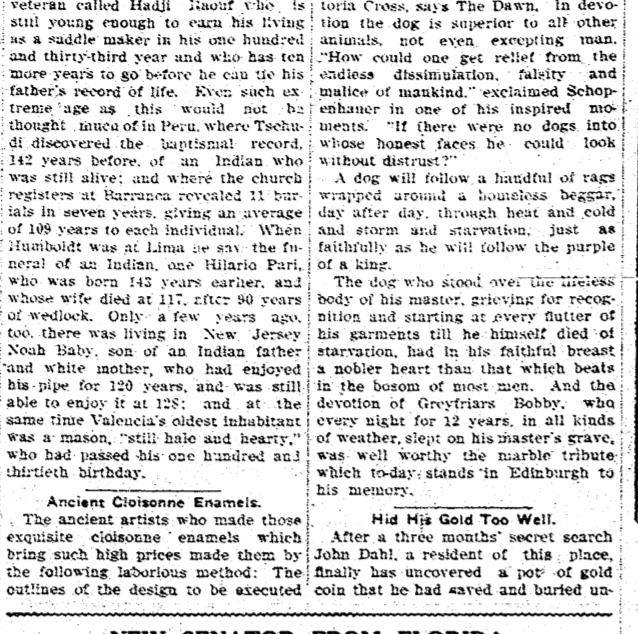 veteran called Hadji Raouf who is
still young enough to earn his living
as a saddle maker in his one hundred
and thirty-third year and who has ten
more years to go before he can tie his
father's record of life. Even such ex-
treme age as this would not be
thought much of in Peru, where Tschu-
di discovered the baptismal record,
142 years before, of an Indian who
was still alive; and where the church
registers at Barranca revealed 11 bur-
ials in seven years, giving an average
of 109 years to each individual. When
Humboldt was at Lima he saw the fu-
neral of an Indian, one Hilario Pari,
who was born 143 years earlier, and
whose wife died at 117, after 90 years
of wedlock. Only a few years ago,
too, there was living in New Jersey
Noah Baby, son of an Indian father
and white mother, who had enjoyed
his pipe for 120 years, and was still
able to enjoy it at 128; and at the
same time Valencia's oldest inhabitant
was a mason, "still hale and hearty,"
who had passed his one hundred and
thirtieth birthday.
Ancient Cloisonne Enamels.
The ancient artists who made those
exquisite cloisonne enamels which
bring such high prices made them by
the following laborious method: The
outlines of the design to be executed
toria Cross, says The Dawn. In devo-
tion the dog is superior to all other
animals, not even excepting man.
"How could one get relief from the
endless dissimulation, falsity and
malice of mankind," exclaimed Schop-
enhauer in one of his inspired mo-
ments. "If there were no dogs into
whose honest faces he could look
without distrust?"
A dog will follow a handful of rags
wrapped around a homeless beggar,
day after day, through heat and cold
and storm and starvation, just as
faithfully as he will follow the purple
of a king.
The dog who stood over the lifeless
body of his master, grieving for recog-
nition and starting at every flutter of
his garments till he himself died of
starvation, had in his faithful breast
a nobler heart than that which beats
in the bosom of most men. And the
devotion of Greyfriars Bobby, who
every night for 12 years, in all kinds
of weather, slept on his master's grave,
was well worthy the marble tribute
which to-day stands in Edinburgh to
his memory.
Hid His Gold Too Well.
After a three months' secret search
John Dahl, a resident of this place,
finally has uncovered a pot of gold
coin that he had saved and buried un-
NEW SENATOR FROM FLORIDA